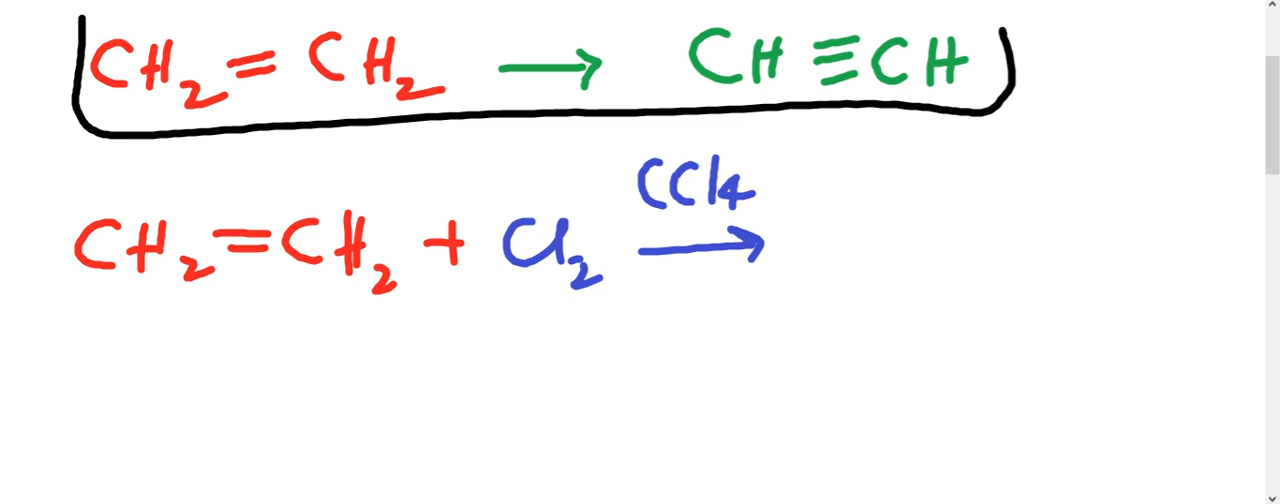 CH₂ = CH₂ → CH ≡ CH
CCl₄
CH₂ = CH₂ + Cl₂ →